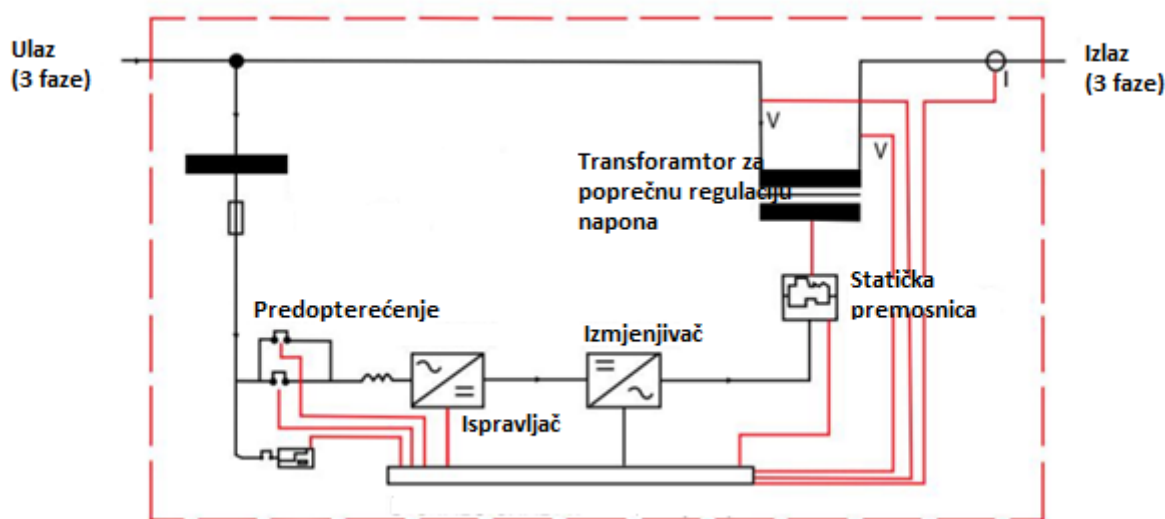 Ulaz
(3 faze)
Izlaz
(3 faze)
I
V
V
Transforamtor za
poprečnu regulaciju
napona
Statička
premosnica
Predopterećenje
Izmjenjivač
Ispravljač